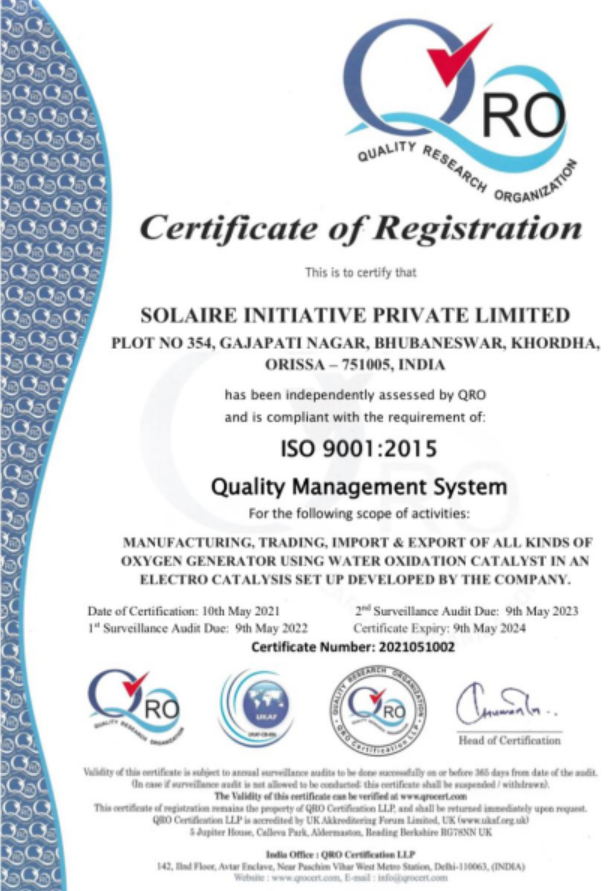 QRO
QUALITY RESEARCH ORGANIZATION
Certificate of Registration
This is to certify that
SOLAIRE INITIATIVE PRIVATE LIMITED
PLOT NO 354, GAJAPATI NAGAR, BHUBANESWAR, KHORDHA,
ORISSA – 751005, INDIA
has been independently assessed by QRO
and is compliant with the requirement of:
ISO 9001:2015
Quality Management System
For the following scope of activities:
MANUFACTURING, TRADING, IMPORT & EXPORT OF ALL KINDS OF
OXYGEN GENERATOR USING WATER OXIDATION CATALYST IN AN
ELECTRO CATALYSIS SET UP DEVELOPED BY THE COMPANY.
Date of Certification: 10th May 2021
2nd Surveillance Audit Due: 9th May 2023
1st Surveillance Audit Due: 9th May 2022
Certificate Expiry: 9th May 2024
Certificate Number: 2021051002
QRO
QUALITY RESEARCH ORGANIZATION
UKAF
QUALITY RESEARCH ORGANIZATION
QRO
QRO Certification LLP
Head of Certification
Validity of this certificate is subject to annual surveillance audits to be done successfully on or before 365 days from date of the audit.
(In case if surveillance audit is not allowed to be conducted: this certificate shall be suspended / withdrawn).
The Validity of this certificate can be verified at www.qrocert.com
This certificate of registration remains the property of QRO Certification LLP, and shall be returned immediately upon request.
QRO Certification LLP is accredited by UK Akkreditering Forum Limited, UK (www.ukaf.org.uk)
5 Jupiter House, Calleva Park, Aldermaston, Reading Berkshire RG78NN UK
India Office : QRO Certification LLP
142, IInd Floor, Avtar Enclave, Near Paschim Vihar West Metro Station, Delhi-110063, (INDIA)
Website : www.qrocert.com, E-mail : info@qrocert.com